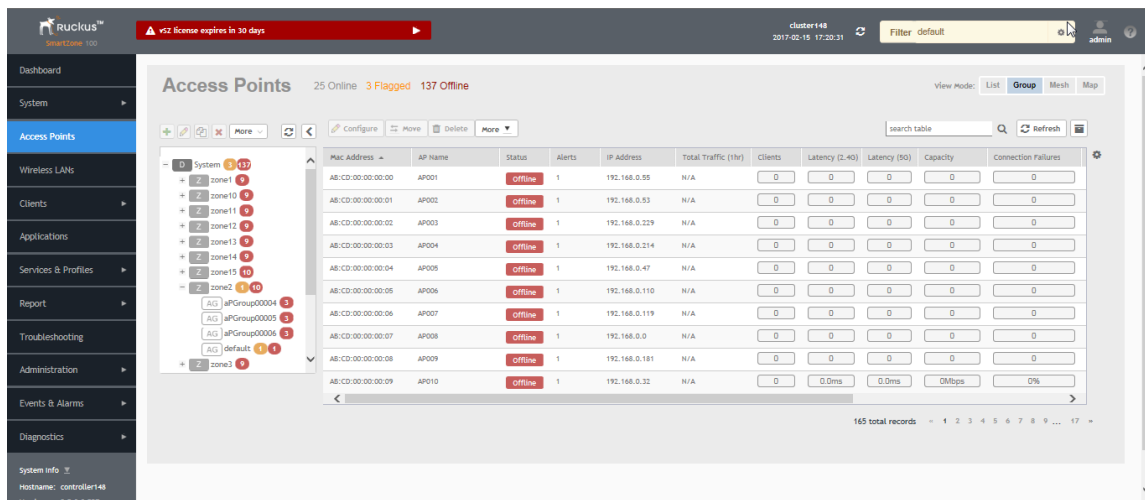 Ruckus™
SmartZone 100
vSZ license expires in 30 days
cluster148
2017-02-15 17:20:31
Filter default
admin
Dashboard
System
Access Points
Wireless LANs
Clients
Applications
Services & Profiles
Report
Troubleshooting
Administration
Events & Alarms
Diagnostics
System Info
Hostname: controller148
Access Points 25 Online 3 Flagged 137 Offline
View Mode: List Group Mesh Map
More
Configure Move Delete More
search table Refresh
D System 3 137
Z zone1 9
Z zone10 9
Z zone11 9
Z zone12 9
Z zone13 9
Z zone14 9
Z zone15 10
Z zone2 1 10
AG aPGroup00004 3
AG aPGroup00005 3
AG aPGroup00006 3
AG default 1 1
Z zone3 9
Mac Address AP Name Status Alerts IP Address Total Traffic (1hr) Clients Latency (2.4G) Latency (5G) Capacity Connection Failures
AB:CD:00:00:00:00 AP001 Offline 1 192.168.0.55 N/A 0 0 0 0 0
AB:CD:00:00:00:01 AP002 Offline 1 192.168.0.53 N/A 0 0 0 0 0
AB:CD:00:00:00:02 AP003 Offline 1 192.168.0.229 N/A 0 0 0 0 0
AB:CD:00:00:00:03 AP004 Offline 1 192.168.0.214 N/A 0 0 0 0 0
AB:CD:00:00:00:04 AP005 Offline 1 192.168.0.47 N/A 0 0 0 0 0
AB:CD:00:00:00:05 AP006 Offline 1 192.168.0.110 N/A 0 0 0 0 0
AB:CD:00:00:00:06 AP007 Offline 1 192.168.0.119 N/A 0 0 0 0 0
AB:CD:00:00:00:07 AP008 Offline 1 192.168.0.0 N/A 0 0 0 0 0
AB:CD:00:00:00:08 AP009 Offline 1 192.168.0.181 N/A 0 0 0 0 0
AB:CD:00:00:00:09 AP010 Offline 1 192.168.0.32 N/A 0 0.0ms 0.0ms 0Mbps 0%
165 total records « 1 2 3 4 5 6 7 8 9 ... 17 »